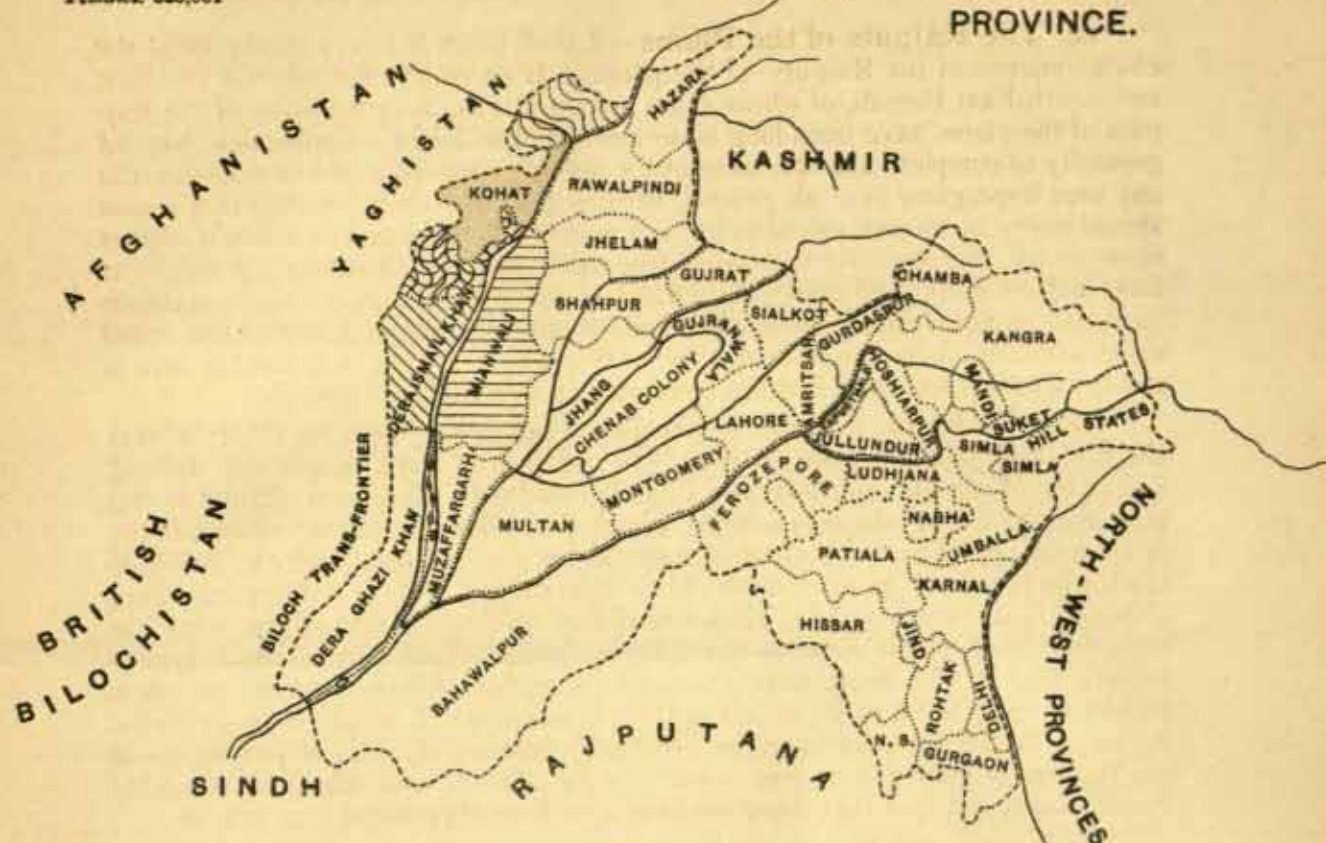 PROVINCE.
AFGHANISTAN
YAGHISTAN
HAZARA
KASHMIR
KOHAT
RAWALPINDI
JHELAM
GUJRAT
CHAMBA
SHAHPUR
SIALKOT
GURDASPUR
KANGRA
DERA ISMAIL KHAN
MIANWALI
GUJRANWALA
AMRITSAR
HOSHIARPUR
MANDI
JHANG
CHENAB COLONY
LAHORE
JULLUNDUR
SUKET
SIMLA HILL STATES
SIMLA
MONTGOMERY
FEROZEPORE
LUDHIANA
MUZAFFARGARH
MULTAN
NABHA
PATIALA
UMBALLA
KARNAL
NORTH-WEST PROVINCES
BRITISH
BILOCHISTAN
BILOCH TRANS-FRONTIER
DERA GHAZI KHAN
HISSAR
JIND
ROHTAK
DELHI
BAHAWALPUR
N. S.
GURGAON
RAJPUTANA
SINDH